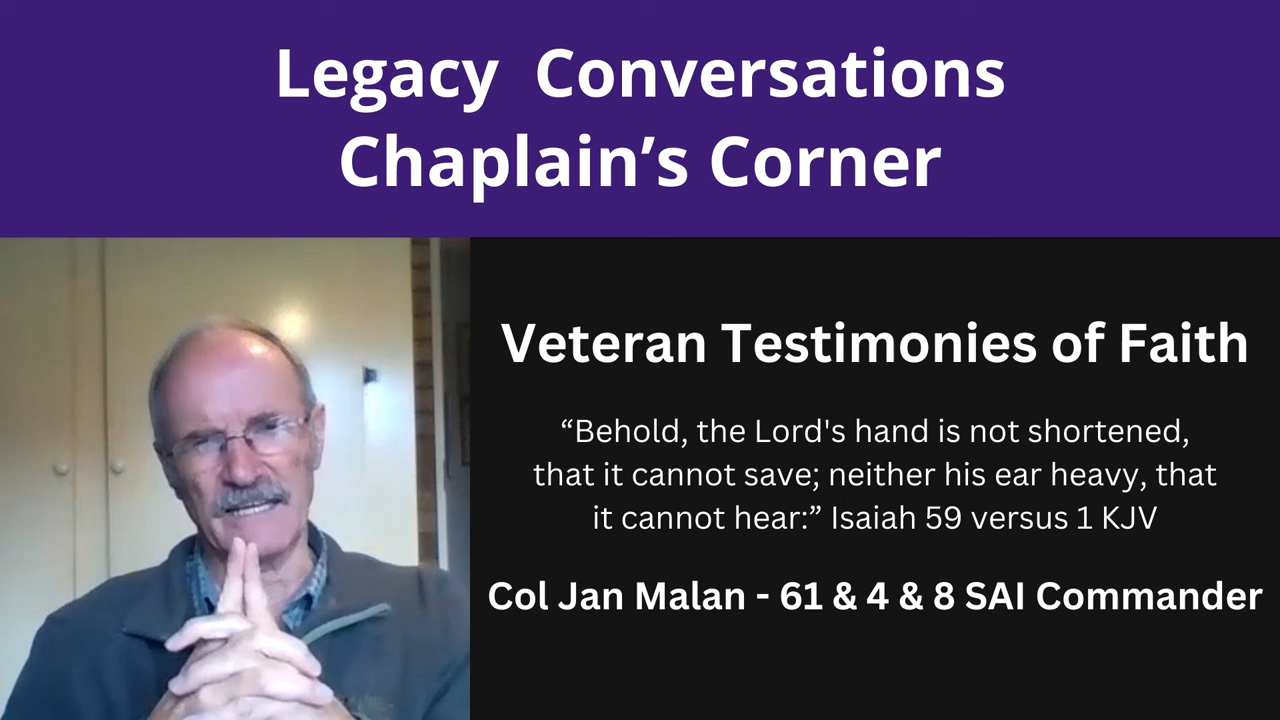 Legacy Conversations
Chaplain’s Corner
Veteran Testimonies of Faith
“Behold, the Lord's hand is not shortened,
that it cannot save; neither his ear heavy, that
it cannot hear:” Isaiah 59 versus 1 KJV
Col Jan Malan - 61 & 4 & 8 SAI Commander